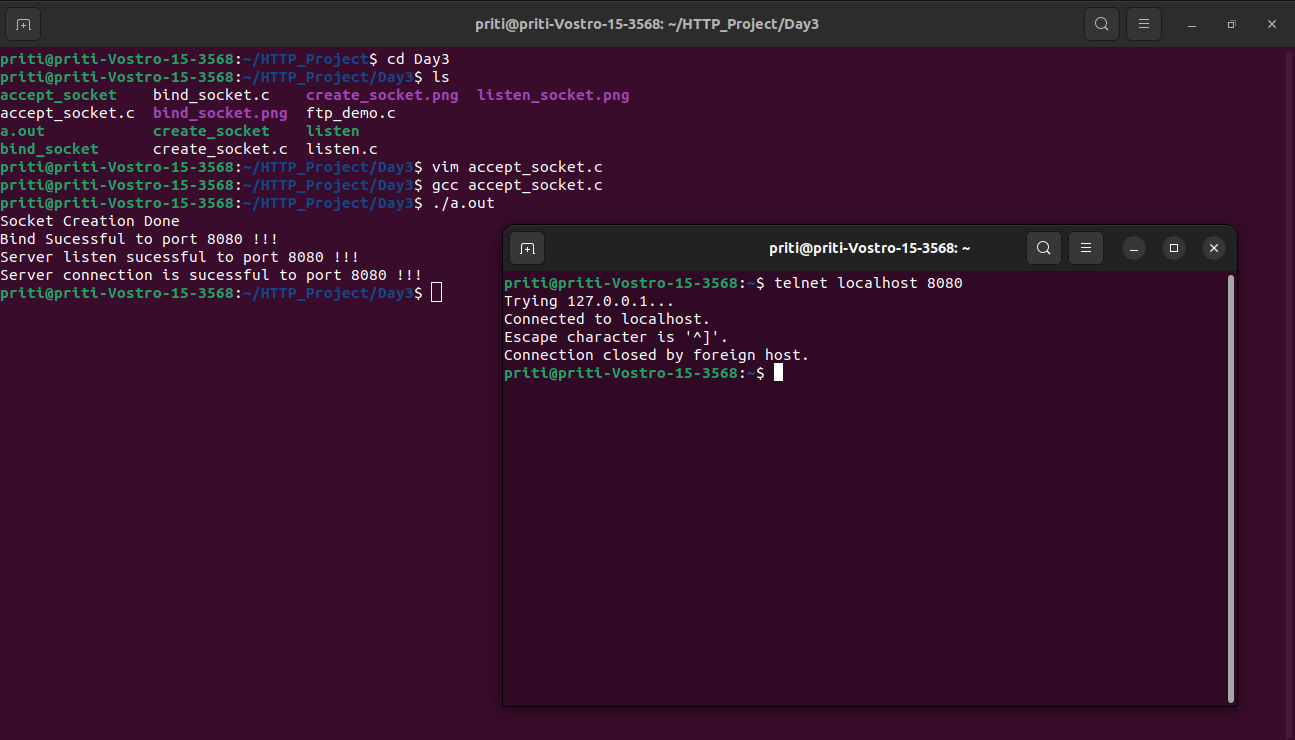 priti@priti-Vostro-15-3568: ~/HTTP_Project/Day3
priti@priti-Vostro-15-3568:~/HTTP_Project$ cd Day3
priti@priti-Vostro-15-3568:~/HTTP_Project/Day3$ ls
accept_socket    bind_socket.c    create_socket.png  listen_socket.png
accept_socket.c  bind_socket.png  ftp_demo.c
a.out            create_socket    listen
bind_socket      create_socket.c  listen.c
priti@priti-Vostro-15-3568:~/HTTP_Project/Day3$ vim accept_socket.c
priti@priti-Vostro-15-3568:~/HTTP_Project/Day3$ gcc accept_socket.c
priti@priti-Vostro-15-3568:~/HTTP_Project/Day3$ ./a.out
Socket Creation Done
Bind Sucessful to port 8080 !!!
Server listen sucessful to port 8080 !!!
Server connection is sucessful to port 8080 !!!
priti@priti-Vostro-15-3568:~/HTTP_Project/Day3$
priti@priti-Vostro-15-3568: ~
priti@priti-Vostro-15-3568:~$ telnet localhost 8080
Trying 127.0.0.1...
Connected to localhost.
Escape character is '^]'.
Connection closed by foreign host.
priti@priti-Vostro-15-3568:~$